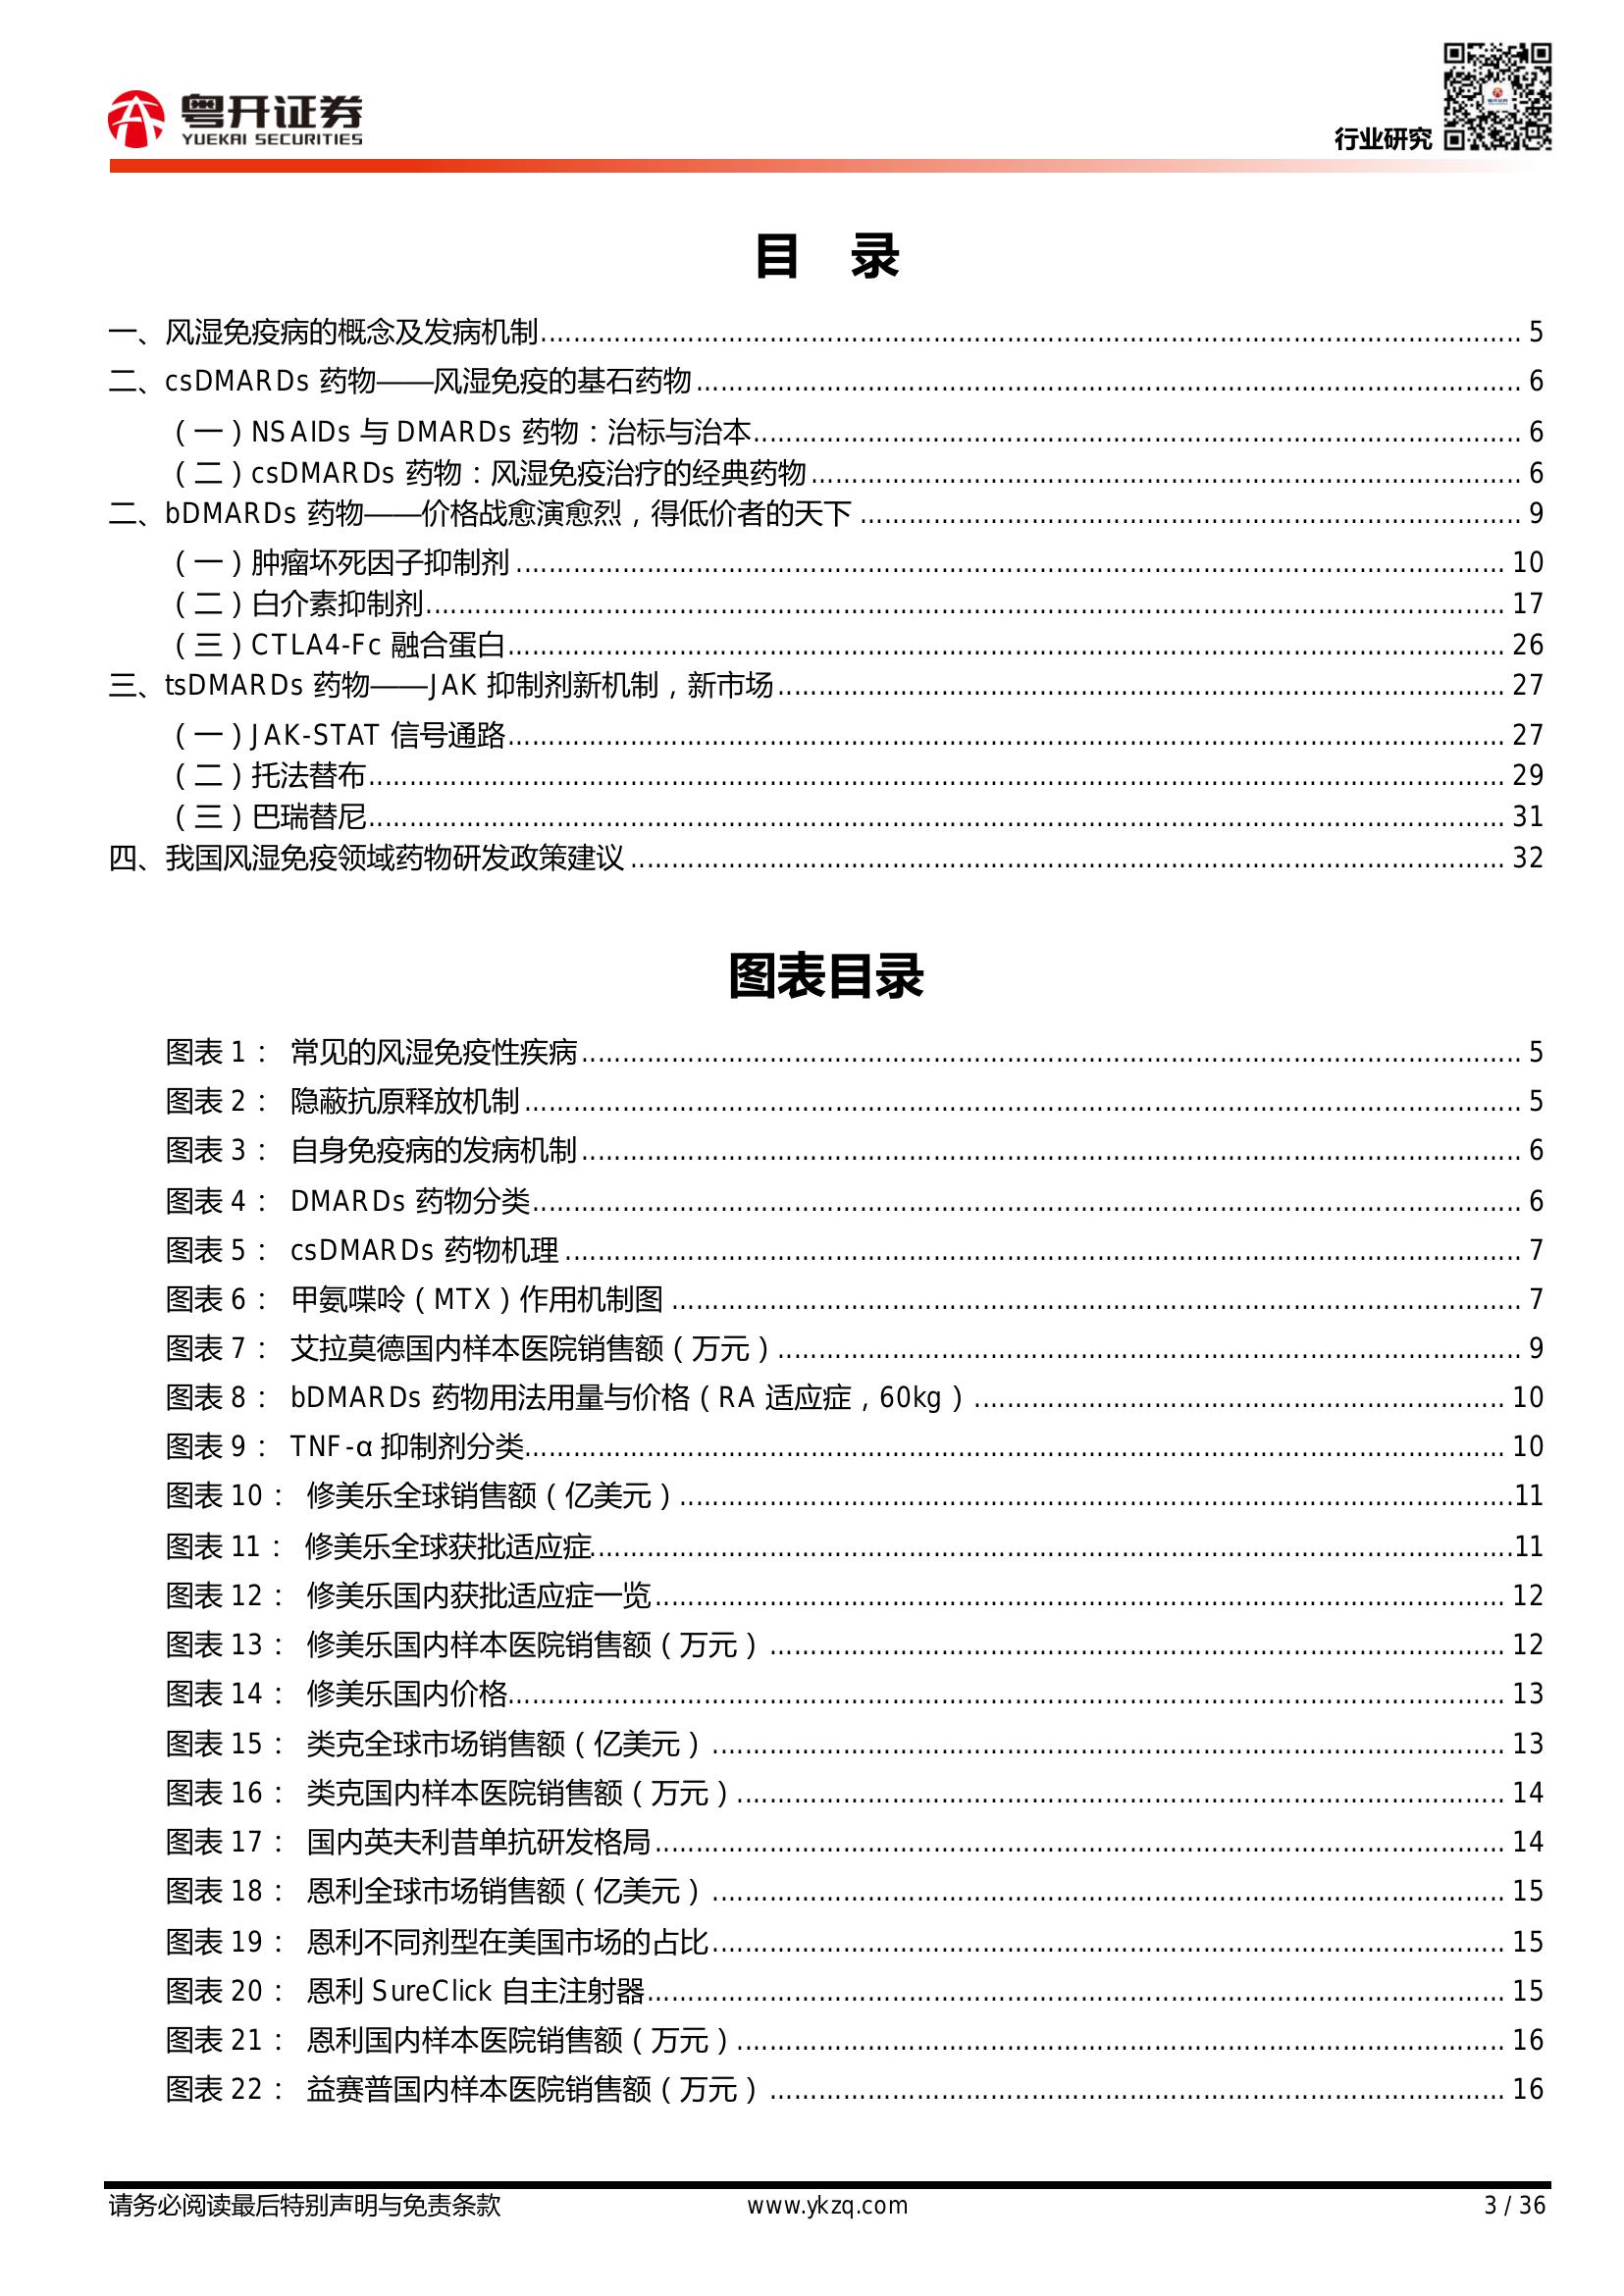 粤开证券
YUEKAI SECURITIES
行业研究
目 录
一、风湿免疫病的概念及发病机制 5
二、csDMARDs 药物——风湿免疫的基石药物 6
（一）NSAIDs 与 DMARDs 药物：治标与治本 6
（二）csDMARDs 药物：风湿免疫治疗的经典药物 6
二、bDMARDs 药物——价格战愈演愈烈，得低价者的天下 9
（一）肿瘤坏死因子抑制剂 10
（二）白介素抑制剂 17
（三）CTLA4-Fc 融合蛋白 26
三、tsDMARDs 药物——JAK 抑制剂新机制，新市场 27
（一）JAK-STAT 信号通路 27
（二）托法替布 29
（三）巴瑞替尼 31
四、我国风湿免疫领域药物研发政策建议 32
图表目录
图表 1： 常见的风湿免疫性疾病 5
图表 2： 隐蔽抗原释放机制 5
图表 3： 自身免疫病的发病机制 6
图表 4： DMARDs 药物分类 6
图表 5： csDMARDs 药物机理 7
图表 6： 甲氨喋呤（MTX）作用机制图 7
图表 7： 艾拉莫德国内样本医院销售额（万元） 9
图表 8： bDMARDs 药物用法用量与价格（RA 适应症，60kg） 10
图表 9： TNF-α 抑制剂分类 10
图表 10： 修美乐全球销售额（亿美元） 11
图表 11： 修美乐全球获批适应症 11
图表 12： 修美乐国内获批适应症一览 12
图表 13： 修美乐国内样本医院销售额（万元） 12
图表 14： 修美乐国内价格 13
图表 15： 类克全球市场销售额（亿美元） 13
图表 16： 类克国内样本医院销售额（万元） 14
图表 17： 国内英夫利昔单抗研发格局 14
图表 18： 恩利全球市场销售额（亿美元） 15
图表 19： 恩利不同剂型在美国市场的占比 15
图表 20： 恩利 SureClick 自主注射器 15
图表 21： 恩利国内样本医院销售额（万元） 16
图表 22： 益赛普国内样本医院销售额（万元） 16
请务必阅读最后特别声明与免责条款 www.ykzq.com 3 / 36